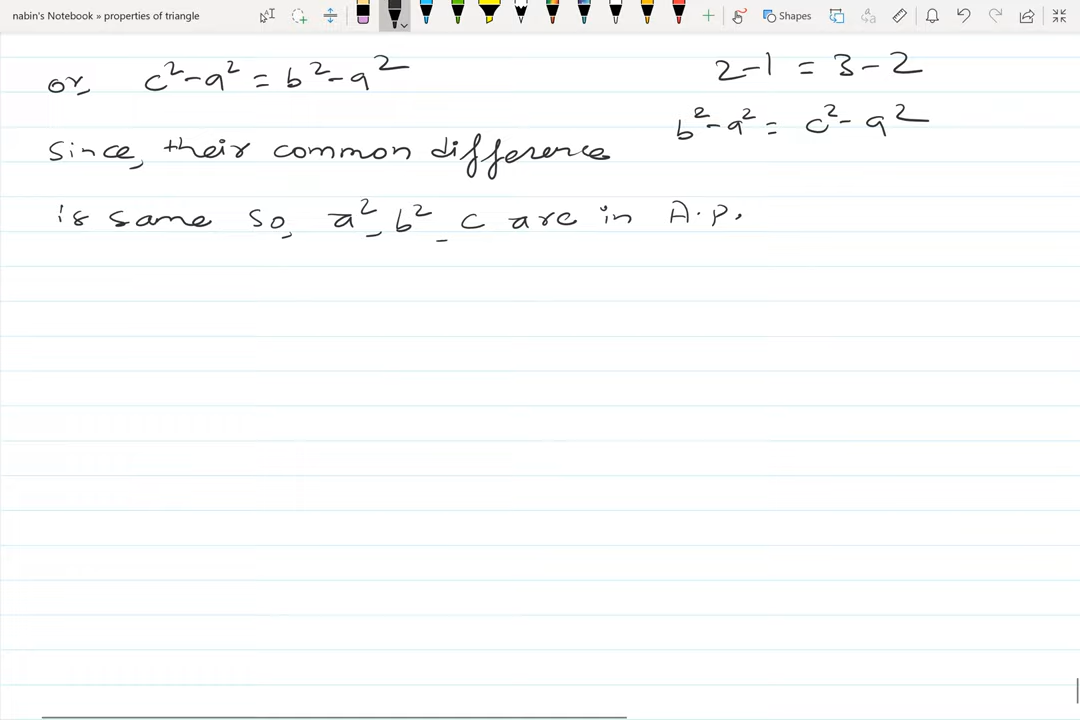 nabin's Notebook » properties of triangle
Shapes
or, c²-a² = b²-a²
2-1 = 3-2
b²-a² = c²-a²
Since, their common difference
is same so, a², b², c are in A.P.